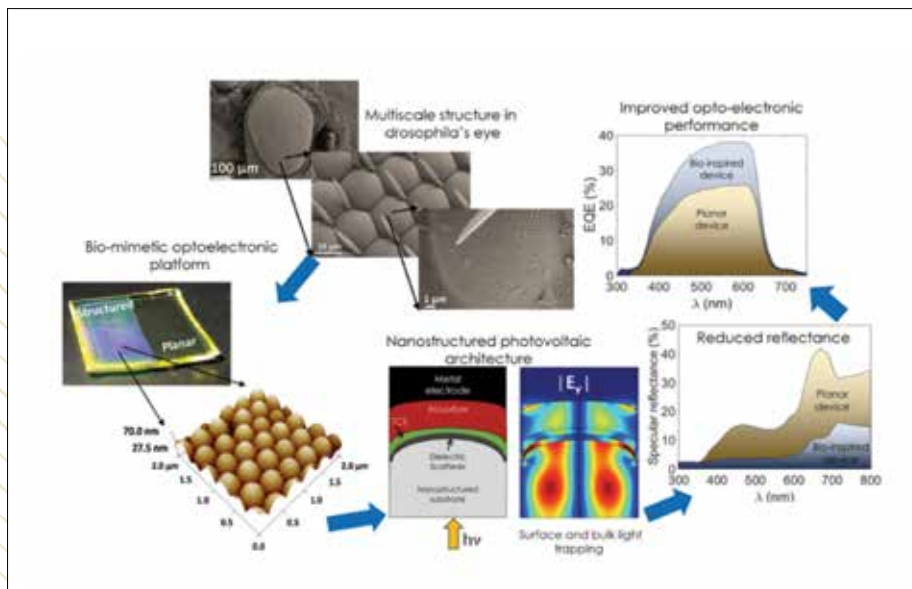 Multiscale structure in
drosophila's eye
100 μm
1 μm
Bio-mimetic optoelectronic
platform
Structured
Planar
70.0 nm
27.5 nm
2.0 μm
1.5
1.0
0.5
0.0
0.5
1.0
1.5
2.0 μm
Nanostructured photovoltaic
architecture
Metal
electrode
Dielectric
Scatterer
Nanostructured
substrate
hν
|Ey|
Surface and bulk light
trapping
Improved opto-electronic
performance
EQE (%)
40
30
20
10
0
Bio-inspired
device
Planar
device
300 400 500 600 700
λ (nm)
Reduced reflectance
Specular reflectance (%)
50
40
30
20
10
0
Planar
device
Bio-inspired
device
300 400 500 600 700 800
λ (nm)